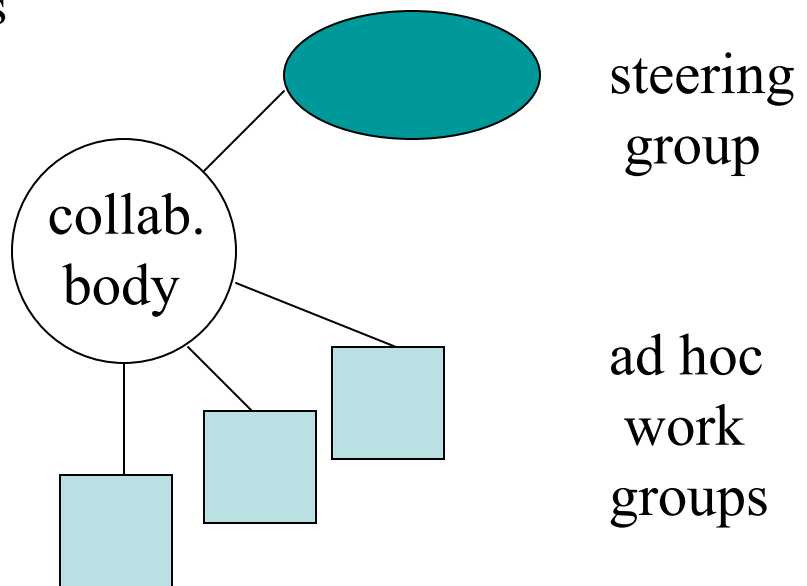 s
steering
group
collab.
body
ad hoc
work
groups